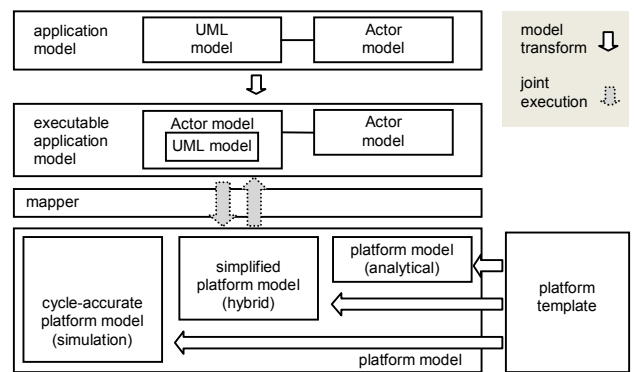 application
model
UML
model
Actor
model
model
transform
joint
execution
executable
application
model
Actor model
UML model
Actor
model
mapper
cycle-accurate
platform model
(simulation)
simplified
platform model
(hybrid)
platform model
(analytical)
platform
template
platform model